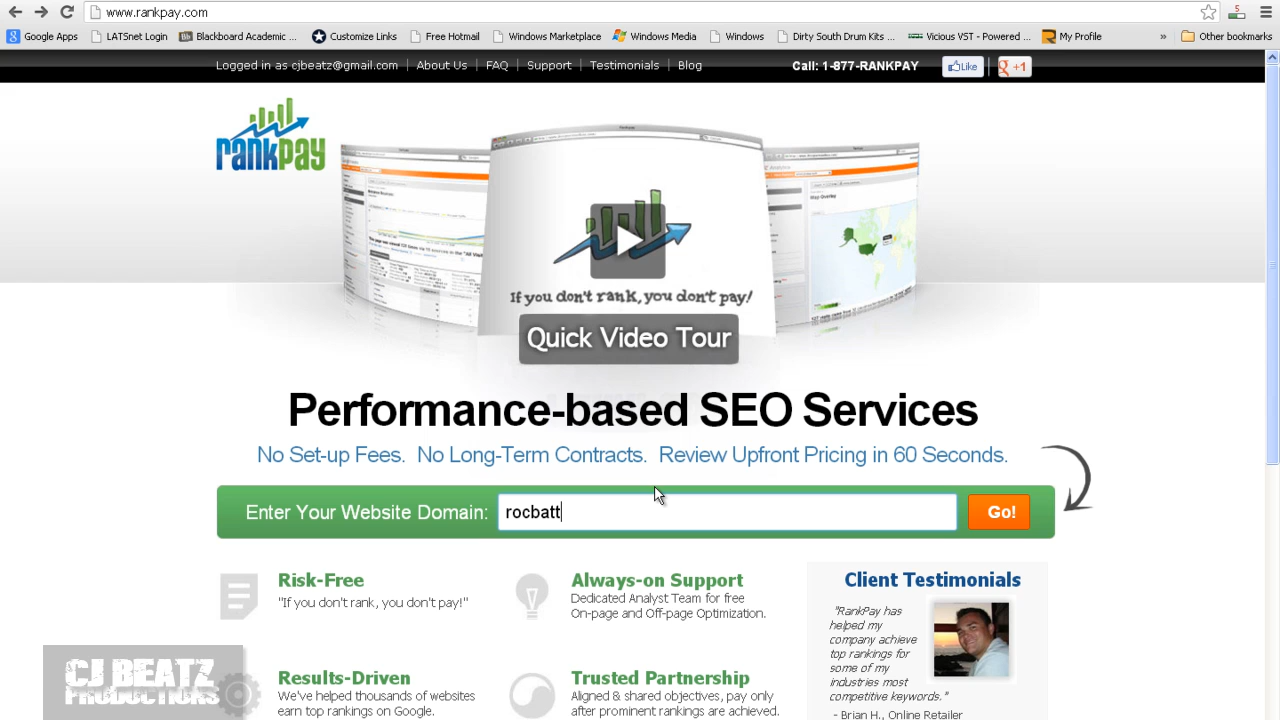 www.rankpay.com
5
Google Apps
LATSnet Login
Blackboard Academic ...
Customize Links
Free Hotmail
Windows Marketplace
Windows Media
Windows
Dirty South Drum Kits ...
Vicious VST - Powered ...
My Profile
»
Other bookmarks
Logged in as cjbeatz@gmail.com | About Us | FAQ | Support | Testimonials | Blog
Call: 1-877-RANKPAY
Like
g +1
rankpay
If you don't rank, you don't pay!
Quick Video Tour
Performance-based SEO Services
No Set-up Fees. No Long-Term Contracts. Review Upfront Pricing in 60 Seconds.
Enter Your Website Domain: rocbatt Go!
Risk-Free
"If you don't rank, you don't pay!"
Always-on Support
Dedicated Analyst Team for free
On-page and Off-page Optimization.
Results-Driven
We've helped thousands of websites
earn top rankings on Google.
Trusted Partnership
Aligned & shared objectives, pay only
after prominent rankings are achieved.
Client Testimonials
"RankPay has
helped my
company achieve
top rankings for
some of my
industries most
competitive keywords."
- Brian H., Online Retailer
CJ BEATZ
PRODUCTIONS